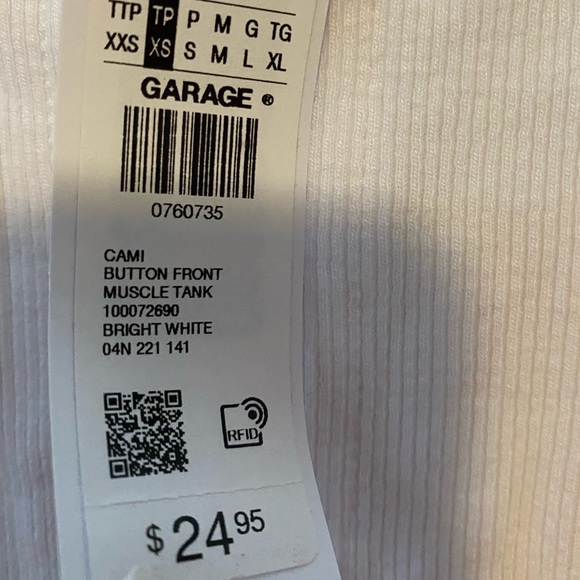 TTP TP P M G TG
XXS XS S M L XL
GARAGE ®
0760735
CAMI
BUTTON FRONT
MUSCLE TANK
100072690
BRIGHT WHITE
04N 221 141
RFID
$24.95